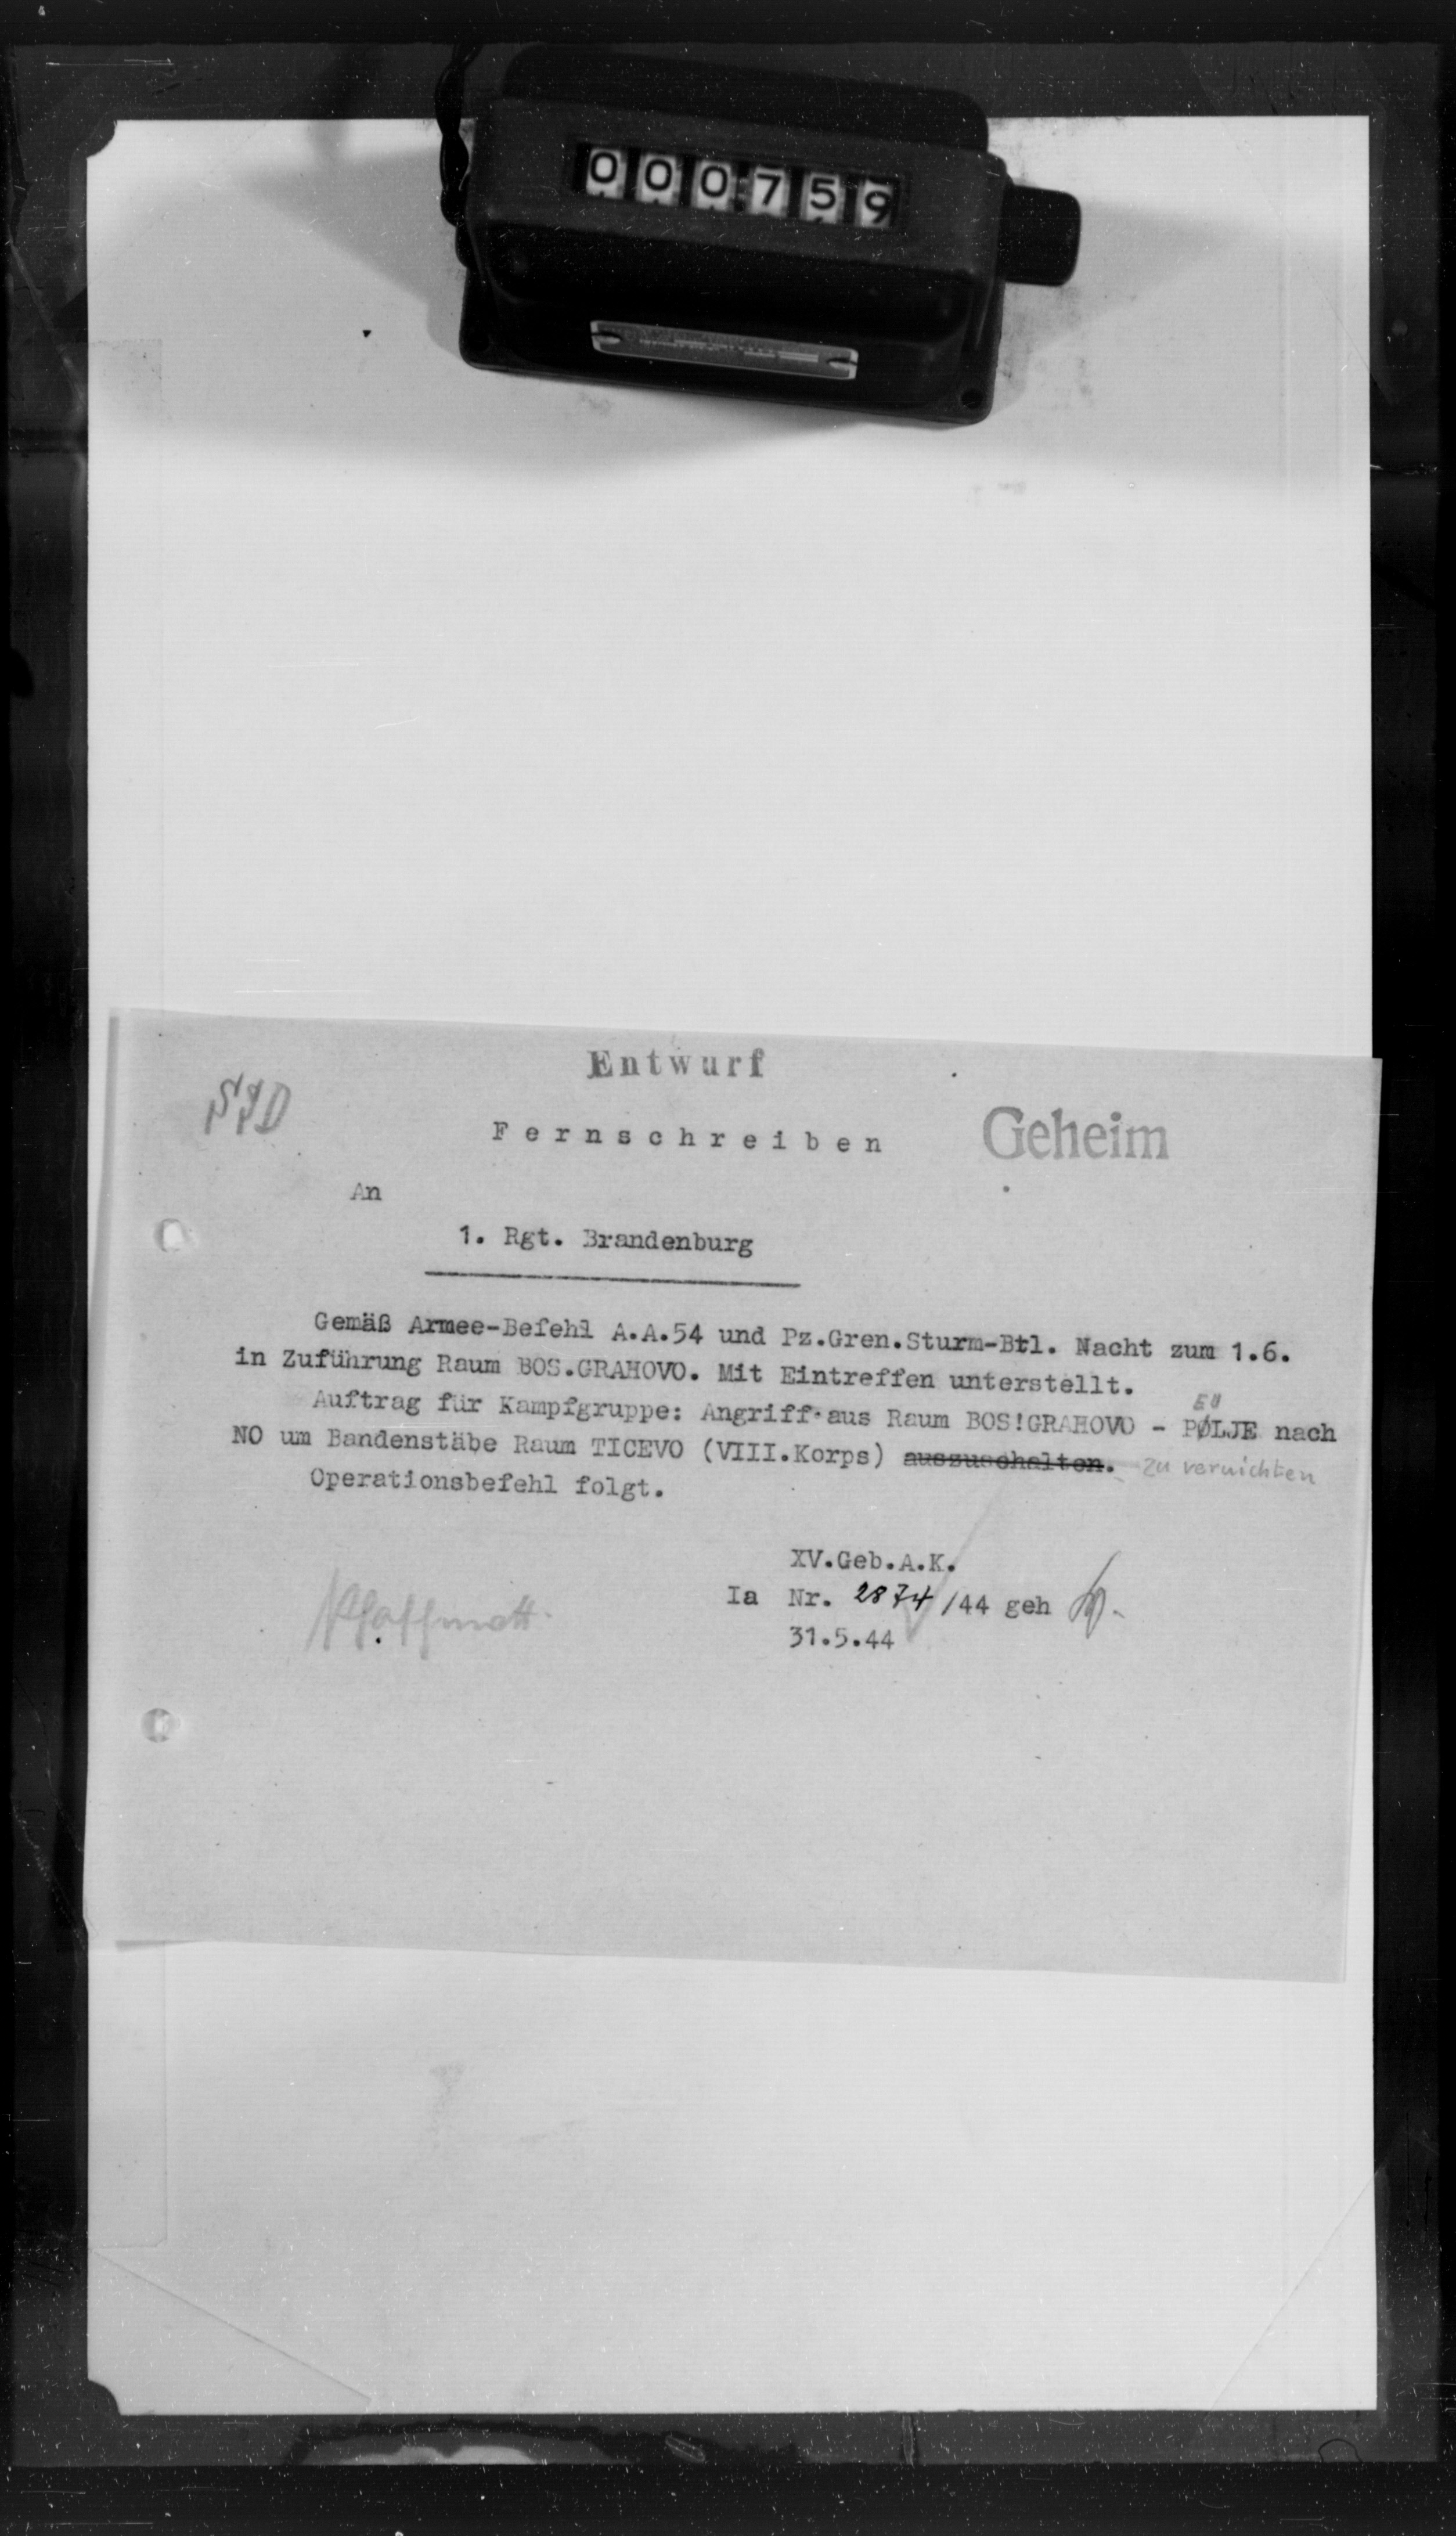 000759
Entwurf
SSD
Fernschreiben
Geheim
An
1. Rgt. Brandenburg
Gemäß Armee-Befehl A.A.54 und Pz.Gren.Sturm-Btl. Nacht zum 1.6.
in Zuführung Raum BOS.GRAHOVO. Mit Eintreffen unterstellt.
Auftrag für Kampfgruppe: Angriff aus Raum BOS!GRAHOVO - POLJE nach
NO um Bandenstäbe Raum TICEVO (VIII.Korps) auszuschalten. zu vernichten
Operationsbefehl folgt.
XV.Geb.A.K.
Ia Nr. 2874/44 geh
31.5.44